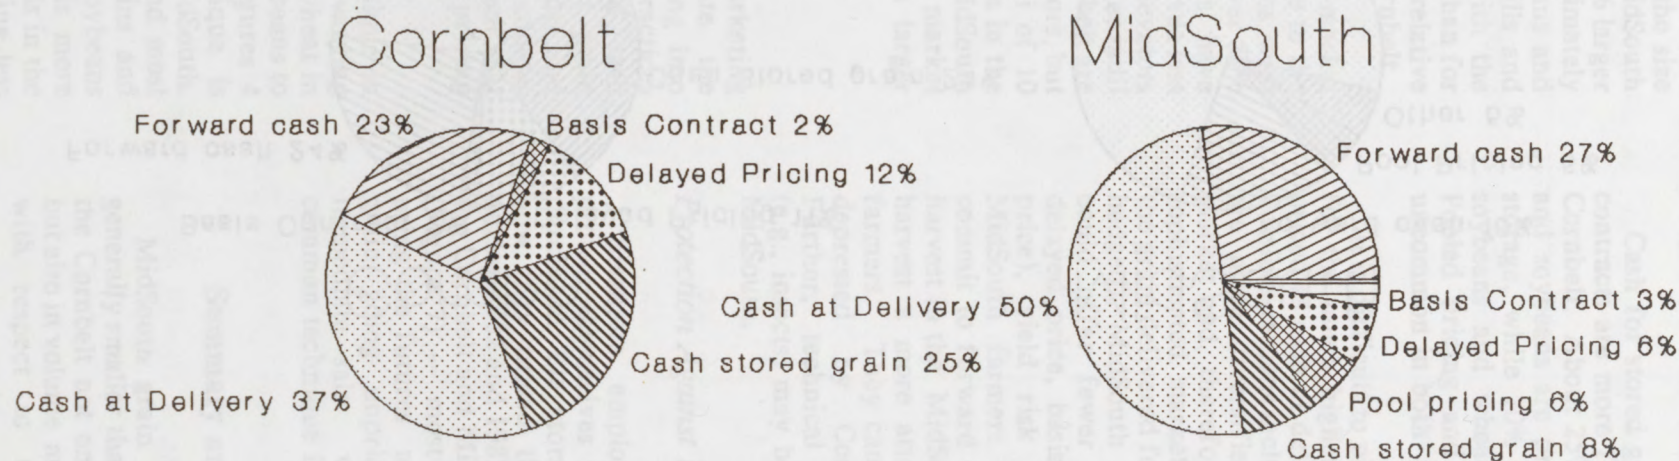 Cornbelt
Forward cash 23%
Basis Contract 2%
Delayed Pricing 12%
Cash stored grain 25%
Cash at Delivery 37%
MidSouth
Forward cash 27%
Basis Contract 3%
Delayed Pricing 6%
Pool pricing 6%
Cash stored grain 8%
Cash at Delivery 50%